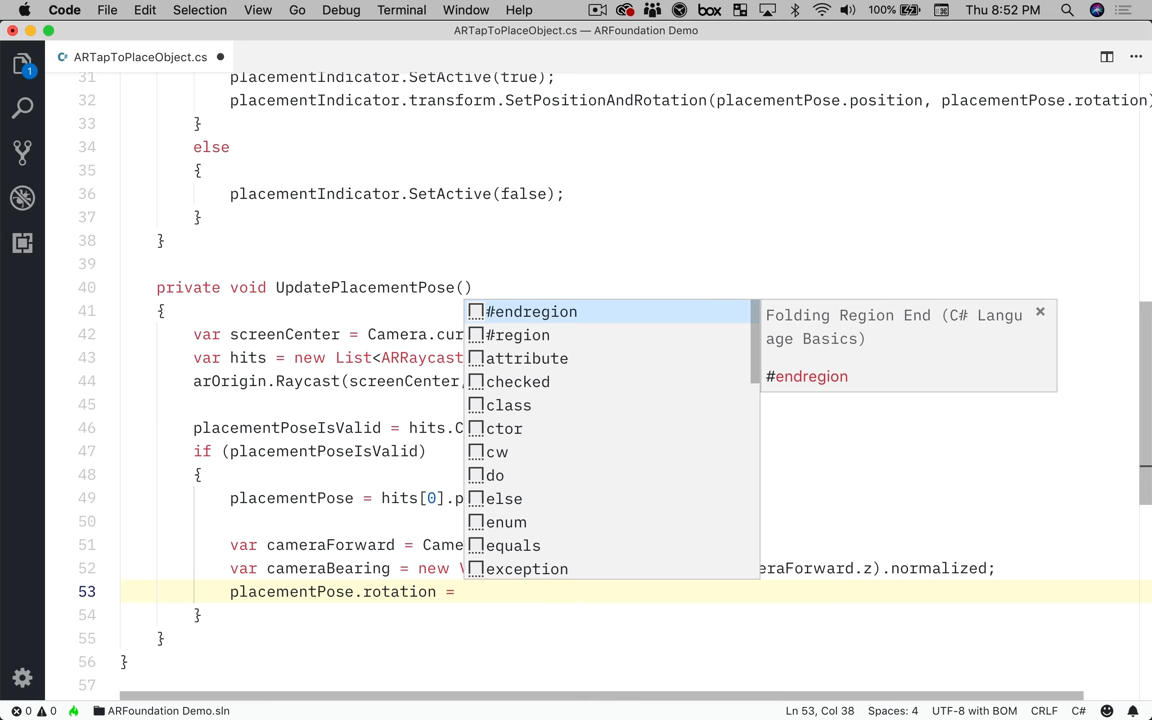 Code File Edit Selection View Go Debug Terminal Window Help box 100% Thu 8:52 PM
ARTapToPlaceObject.cs — ARFoundation Demo
1
ARTapToPlaceObject.cs
31 placementIndicator.SetActive(true);
32 placementIndicator.transform.SetPositionAndRotation(placementPose.position, placementPose.rotation)
33 }
34 else
35 {
36 placementIndicator.SetActive(false);
37 }
38 }
39
40 private void UpdatePlacementPose()
41 {
42 var screenCenter = Camera.cur
43 var hits = new List<ARRaycast
44 arOrigin.Raycast(screenCenter,
45
46 placementPoseIsValid = hits.C
47 if (placementPoseIsValid)
48 {
49 placementPose = hits[0].p
50
51 var cameraForward = Came
52 var cameraBearing = new V eraForward.z).normalized;
53 placementPose.rotation =
54 }
55 }
56 }
57
#endregion
#region
attribute
checked
class
ctor
cw
do
else
enum
equals
exception
Folding Region End (C# Langu
age Basics)
#endregion
0 0 ARFoundation Demo.sln Ln 53, Col 38 Spaces: 4 UTF-8 with BOM CRLF C#